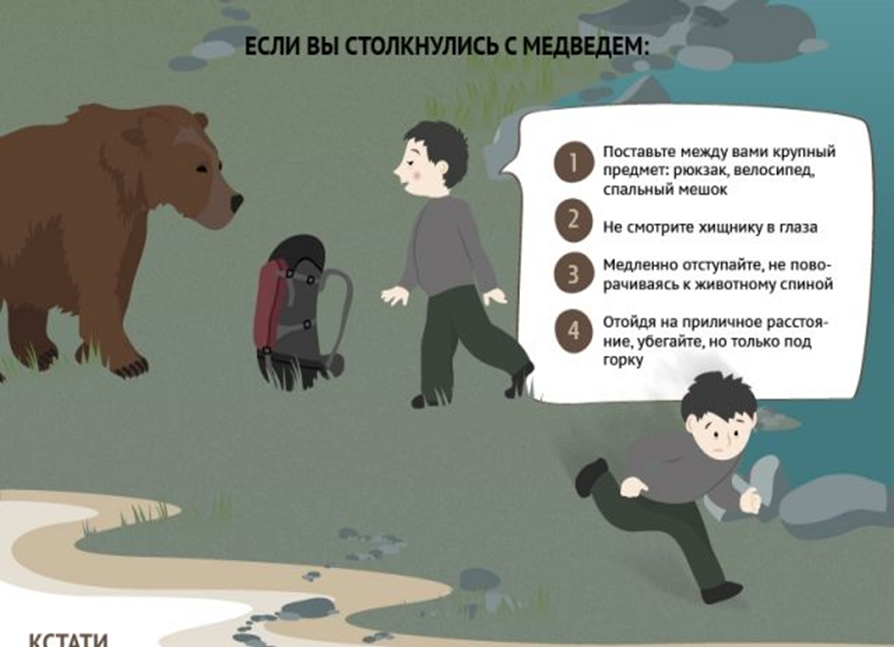 ЕСЛИ ВЫ СТОЛКНУЛИСЬ С МЕДВЕДЕМ:
1
Поставьте между вами крупный
предмет: рюкзак, велосипед,
спальный мешок
2
Не смотрите хищнику в глаза
3
Медленно отступайте, не пово-
рачиваясь к животному спиной
4
Отойдя на приличное расстоя-
ние, убегайте, но только под
горку
КСТАТИ